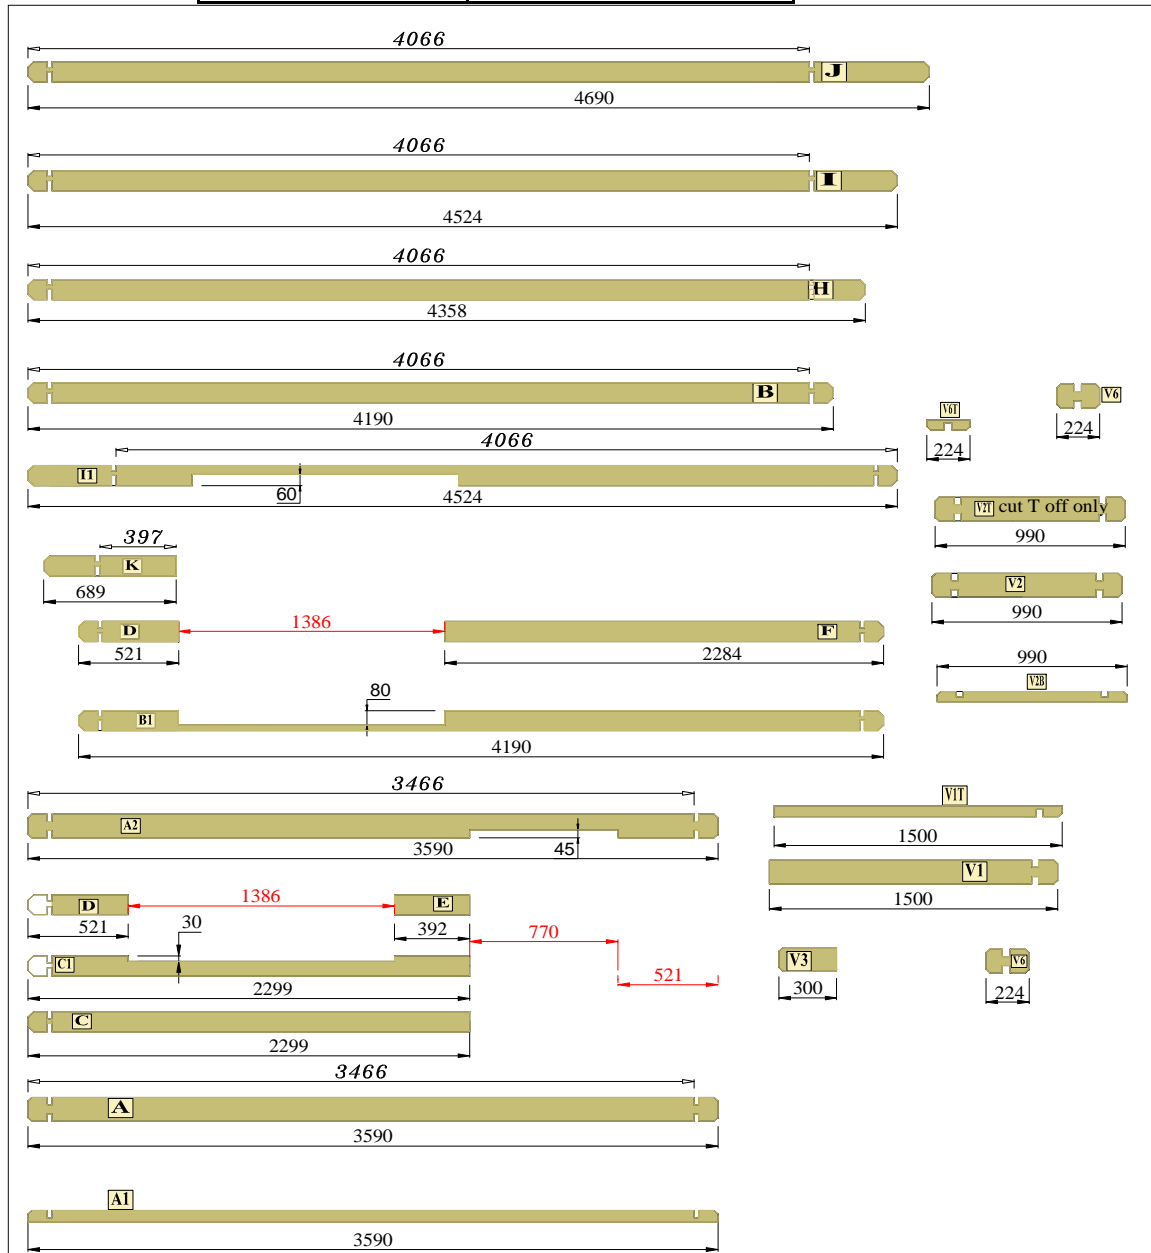 4066
J
4690
4066
I
4524
4066
H
4358
4066
B
4190
V6T
224
V6
224
4066
I1
60
4524
V2T cut T off only
990
397
K
689
V2
990
D
1386
F
521
2284
990
V2B
80
B1
4190
3466
A2
45
3590
V1T
1500
V1
1500
D
1386
E
521
30
392
770
C1
521
2299
V3
300
V6
224
C
2299
3466
A
3590
A1
3590